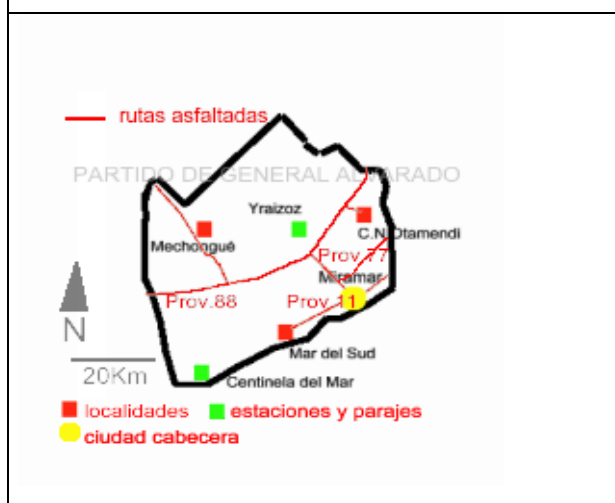 rutas asfaltadas
PARTIDO DE GENERAL ALVARADO
Yraizoz
Mechongué
C.N.Otamendi
Prov.77
Miramar
Prov.88
Prov.11
N
Mar del Sud
20Km
Centinela del Mar
localidades
estaciones y parajes
ciudad cabecera